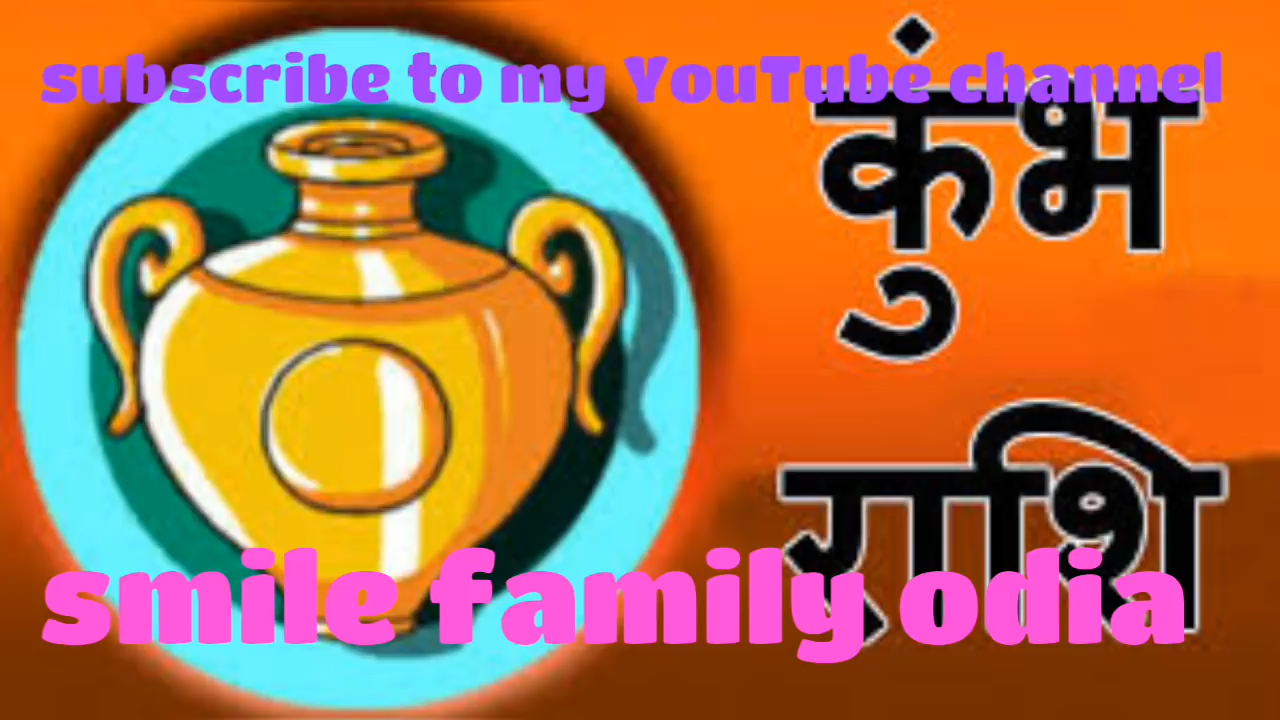 subscribe to my YouTube channel
कुंभ
राशि
smile family odia